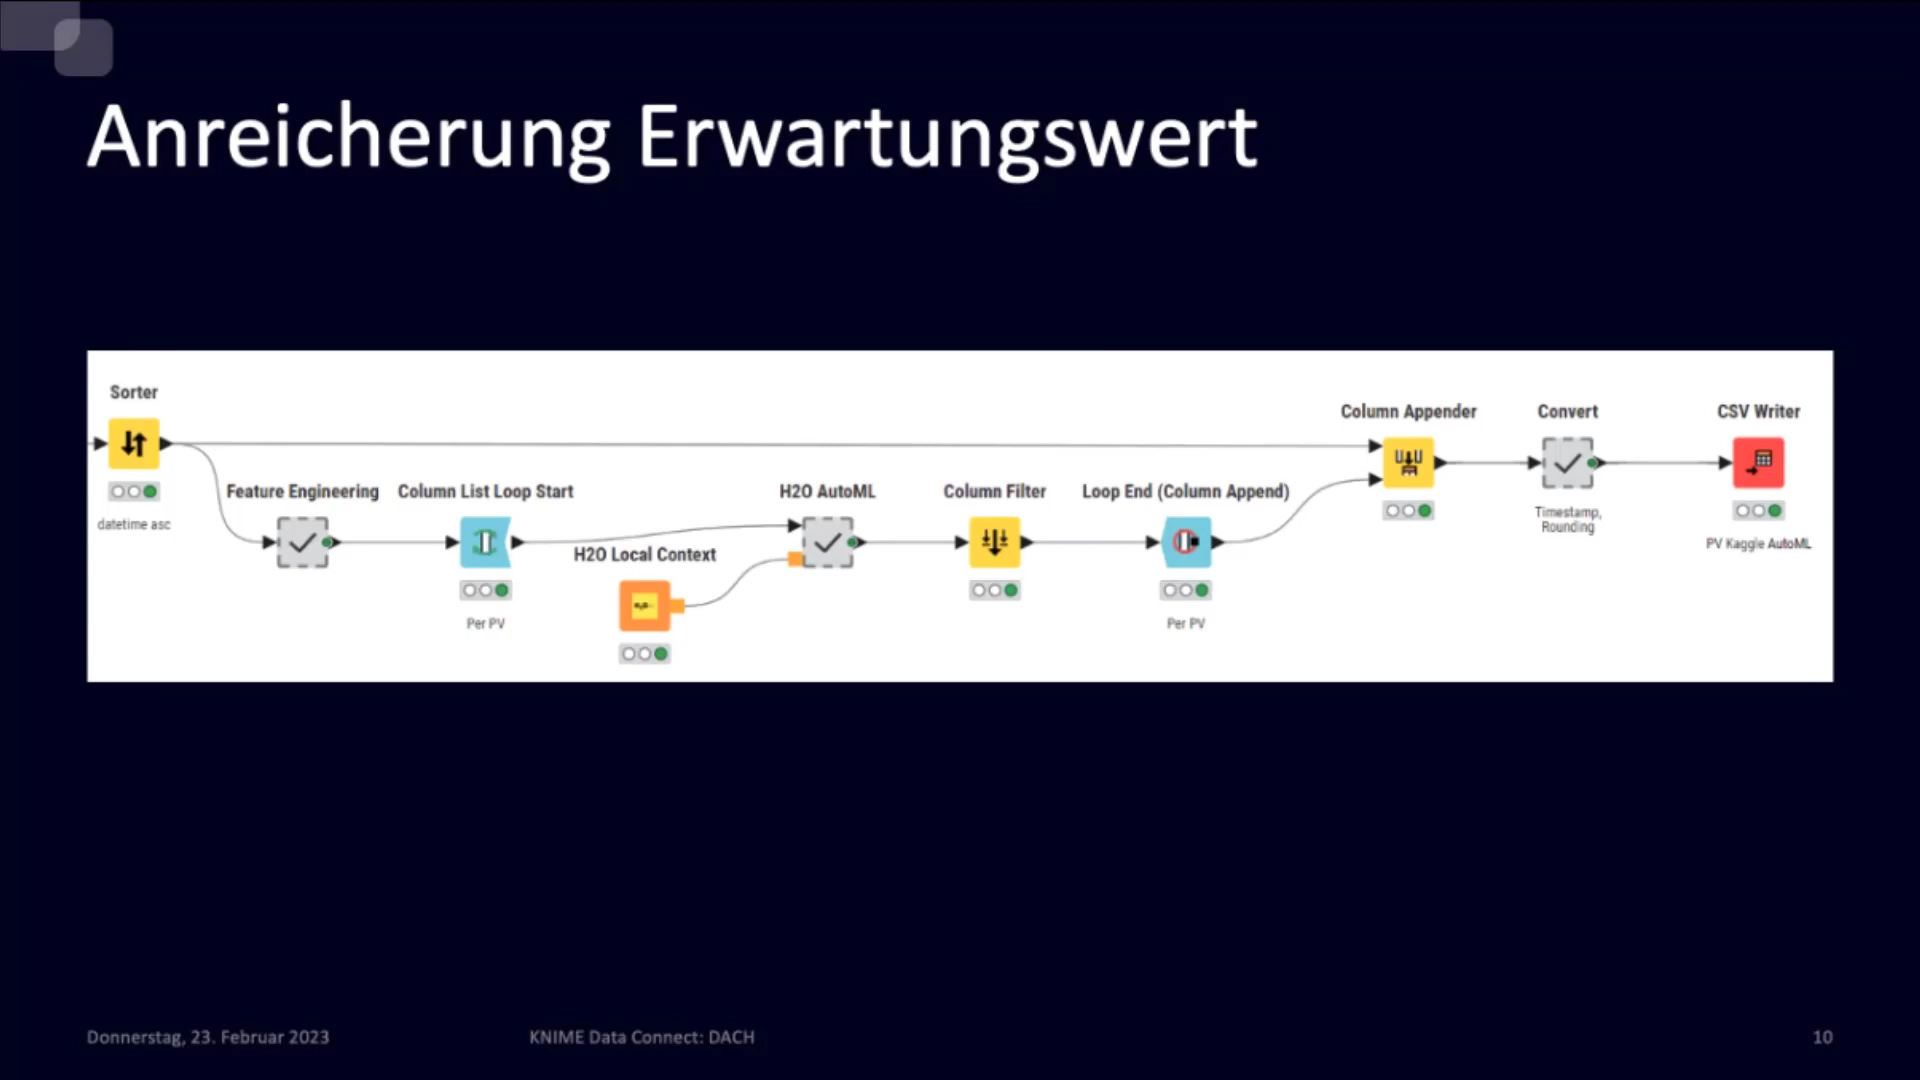 Anreicherung Erwartungswert
Sorter
datetime asc
Feature Engineering
Column List Loop Start
Per PV
H2O Local Context
H2O AutoML
Column Filter
Loop End (Column Append)
Per PV
Column Appender
Convert
Timestamp,
Rounding
CSV Writer
PV Kaggle AutoML
Donnerstag, 23. Februar 2023
KNIME Data Connect: DACH
10